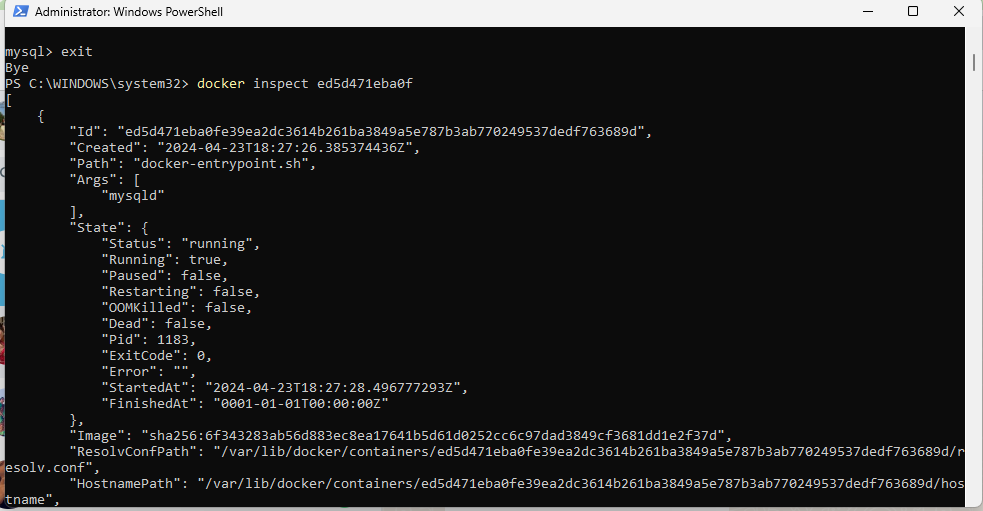 Administrator: Windows PowerShell
mysql> exit
Bye
PS C:\WINDOWS\system32> docker inspect ed5d471eba0f
[
    {
        "Id": "ed5d471eba0fe39ea2dc3614b261ba3849a5e787b3ab770249537dedf763689d",
        "Created": "2024-04-23T18:27:26.385374436Z",
        "Path": "docker-entrypoint.sh",
        "Args": [
            "mysqld"
        ],
        "State": {
            "Status": "running",
            "Running": true,
            "Paused": false,
            "Restarting": false,
            "OOMKilled": false,
            "Dead": false,
            "Pid": 1183,
            "ExitCode": 0,
            "Error": "",
            "StartedAt": "2024-04-23T18:27:28.496777293Z",
            "FinishedAt": "0001-01-01T00:00:00Z"
        },
        "Image": "sha256:6f343283ab56d883ec8ea17641b5d61d0252cc6c97dad3849cf3681dd1e2f37d",
        "ResolvConfPath": "/var/lib/docker/containers/ed5d471eba0fe39ea2dc3614b261ba3849a5e787b3ab770249537dedf763689d/r
esolv.conf",
        "HostnamePath": "/var/lib/docker/containers/ed5d471eba0fe39ea2dc3614b261ba3849a5e787b3ab770249537dedf763689d/hos
tname",